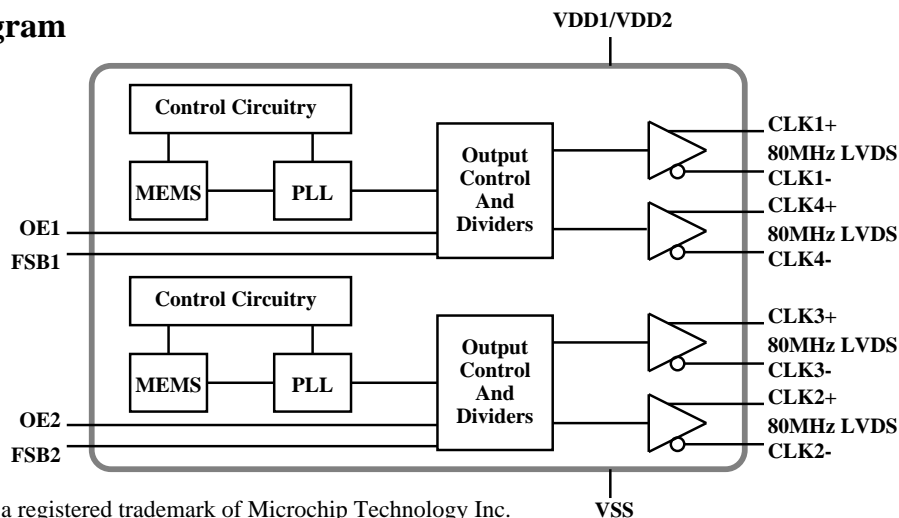 VDD1/VDD2
Control Circuitry
MEMS
PLL
Output
Control
And
Dividers
CLK1+
80MHz LVDS
CLK1-
CLK4+
80MHz LVDS
CLK4-
OE1
FSB1
Control Circuitry
MEMS
PLL
Output
Control
And
Dividers
CLK3+
80MHz LVDS
CLK3-
CLK2+
80MHz LVDS
CLK2-
OE2
FSB2
a registered trademark of Microchip Technology Inc.
VSS